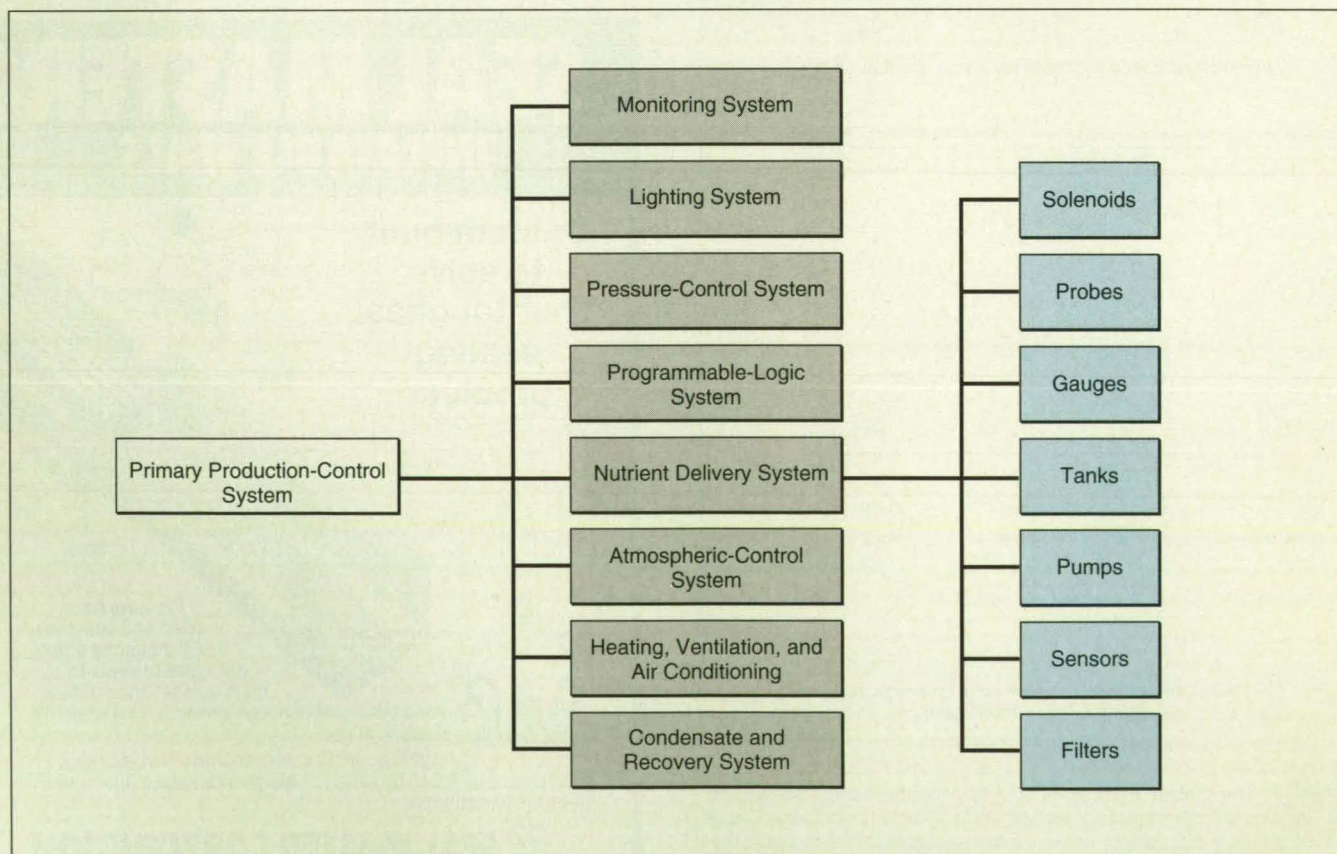 Monitoring System
Lighting System
Pressure-Control System
Programmable-Logic
System
Primary Production-Control
System
Nutrient Delivery System
Atmospheric-Control
System
Heating, Ventilation, and
Air Conditioning
Condensate and
Recovery System
Solenoids
Probes
Gauges
Tanks
Pumps
Sensors
Filters